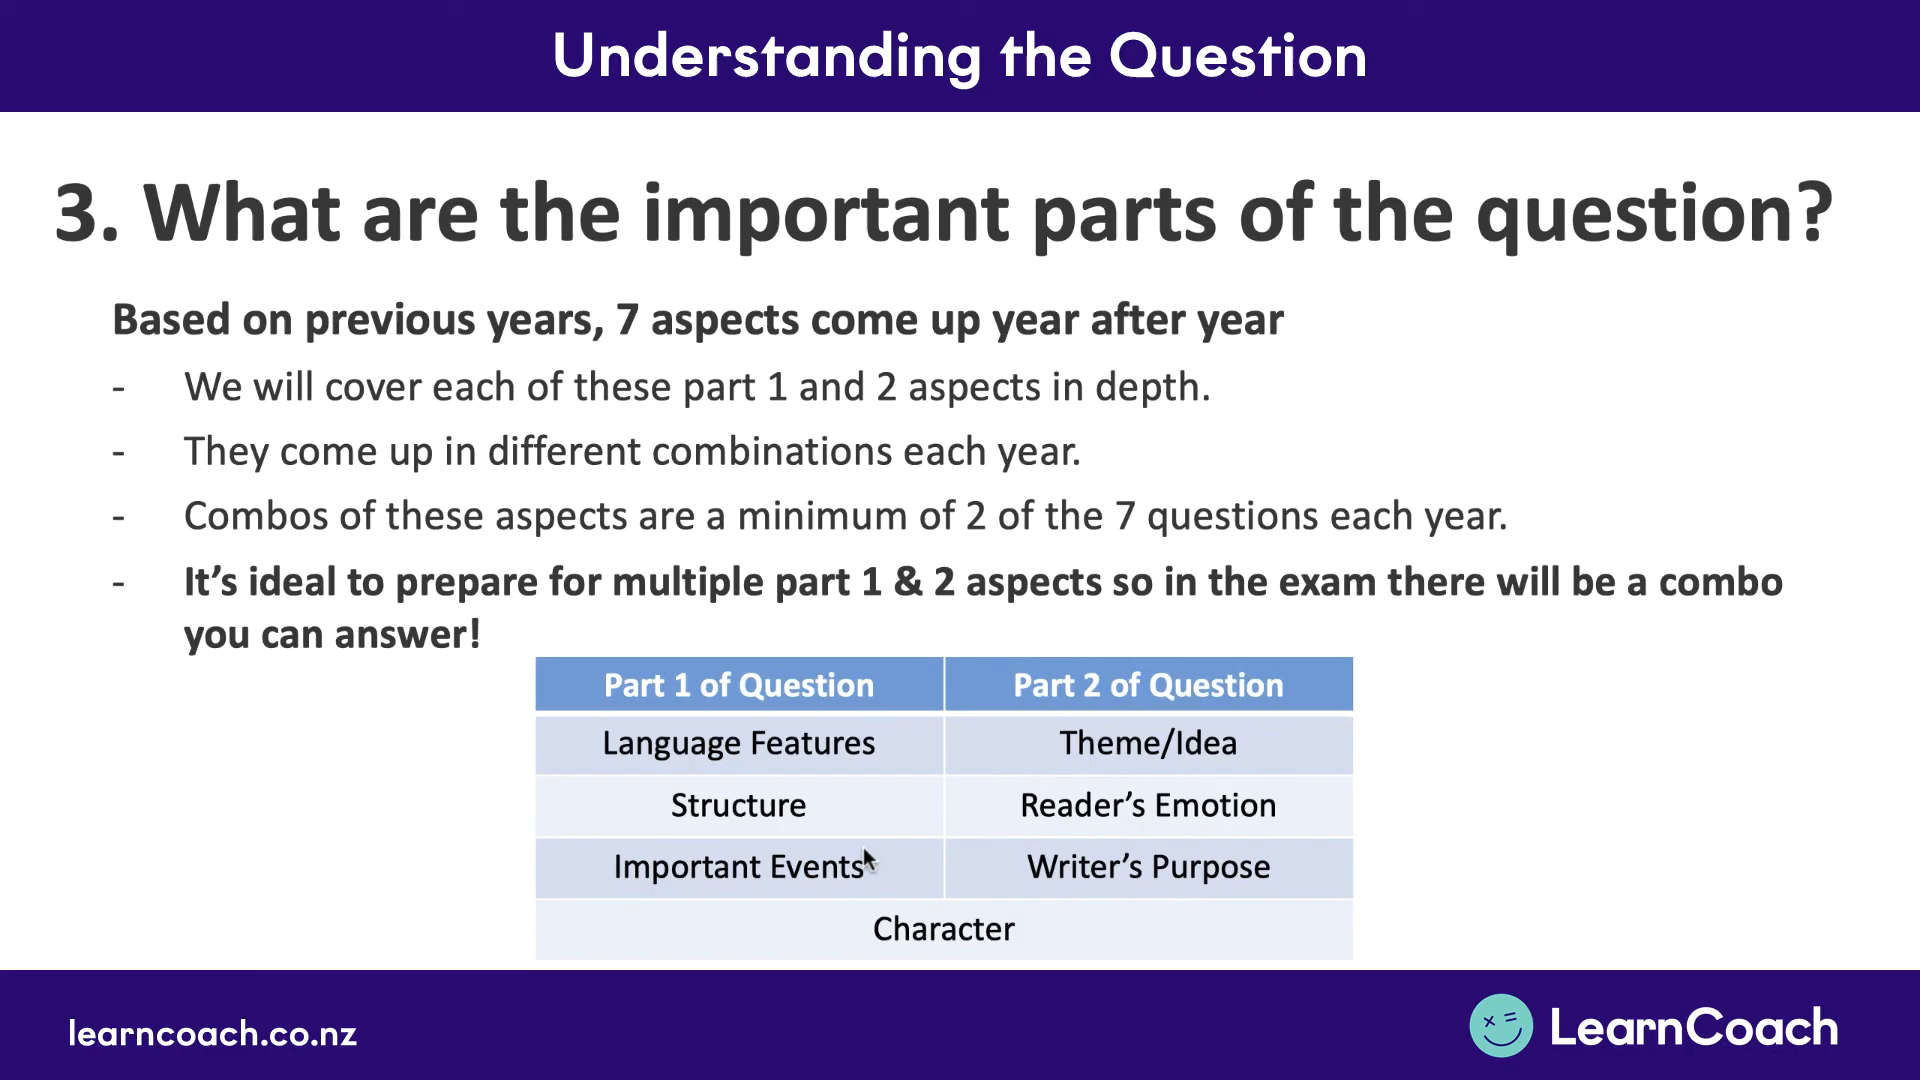 Understanding the Question
3. What are the important parts of the question?
Based on previous years, 7 aspects come up year after year
- We will cover each of these part 1 and 2 aspects in depth.
- They come up in different combinations each year.
- Combos of these aspects are a minimum of 2 of the 7 questions each year.
- It’s ideal to prepare for multiple part 1 & 2 aspects so in the exam there will be a combo
you can answer!
Part 1 of Question Part 2 of Question
Language Features Theme/Idea
Structure Reader’s Emotion
Important Events Writer’s Purpose
Character
learncoach.co.nz LearnCoach